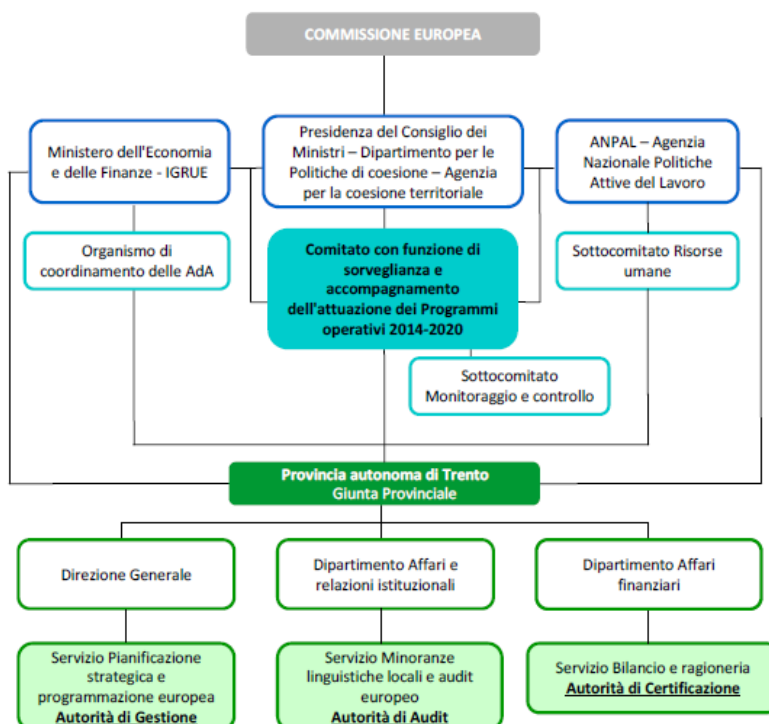 COMMISSIONE EUROPEA
Ministero dell'Economia
e delle Finanze - IGRUE
Presidenza del Consiglio dei
Ministri – Dipartimento per le
Politiche di coesione – Agenzia
per la coesione territoriale
ANPAL – Agenzia
Nazionale Politiche
Attive del Lavoro
Organismo di
coordinamento delle AdA
Comitato con funzione di
sorveglianza e
accompagnamento
dell'attuazione dei Programmi
operativi 2014-2020
Sottocomitato Risorse
umane
Sottocomitato
Monitoraggio e controllo
Provincia autonoma di Trento
Giunta Provinciale
Direzione Generale
Dipartimento Affari e
relazioni istituzionali
Dipartimento Affari
finanziari
Servizio Pianificazione
strategica e
programmazione europea
Autorità di Gestione
Servizio Minoranze
linguistiche locali e audit
europeo
Autorità di Audit
Servizio Bilancio e ragioneria
Autorità di Certificazione